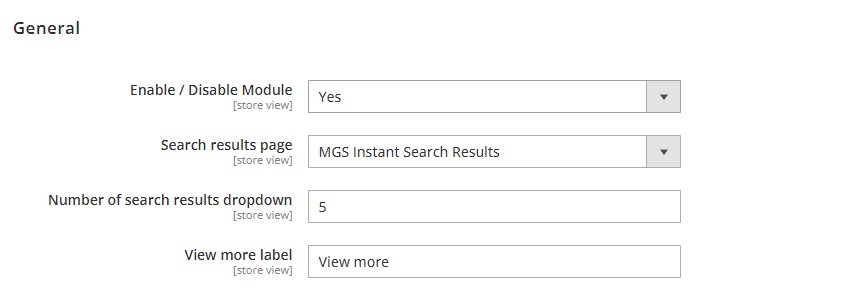 General
Enable / Disable Module
[store view]
Yes
Search results page
[store view]
MGS Instant Search Results
Number of search results dropdown
[store view]
5
View more label
[store view]
View more